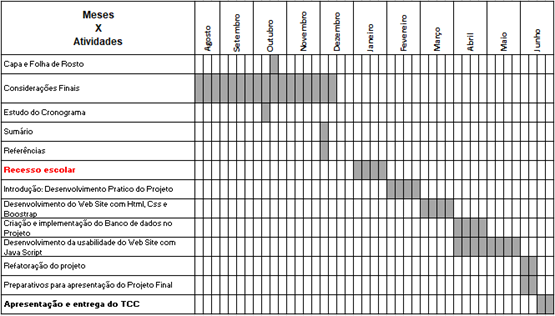 Meses
X
Atividades
Agosto
Setembro
Outubro
Novembro
Dezembro
Janeiro
Fevereiro
Março
Abril
Maio
Junho
Capa e Folha de Rosto
Considerações Finais
Estudo do Cronograma
Sumário
Referências
Recesso escolar
Introdução: Desenvolvimento Pratico do Projeto
Desenvolvimento do Web Site com Html, Css e
Boostrap
Criação e implementação do Banco de dados no
Projeto
Desenvolvimento da usabilidade do Web Site com
Java Script
Refatoração do projeto
Preparativos para apresentação do Projeto Final
Apresentação e entrega do TCC